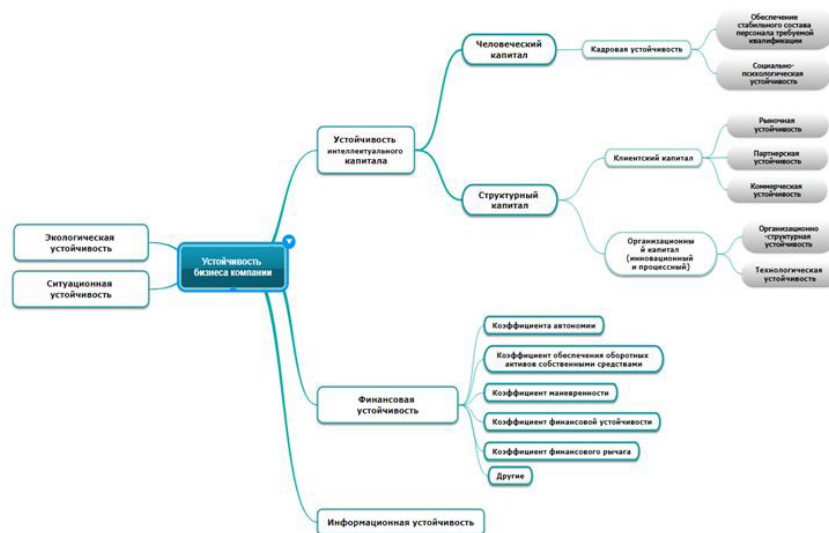 Обеспечение
стабильного состава
персонала требуемой
квалификации
Человеческий
капитал
Кадровая устойчивость
Социально-
психологическая
устойчивость
Устойчивость
интеллектуального
капитала
Рыночная
устойчивость
Клиентский капитал
Партнерская
устойчивость
Структурный
капитал
Коммерческая
устойчивость
Организационны
й капитал
(инновационный
и процессный)
Организационно
-структурная
устойчивость
Технологическая
устойчивость
Экологическая
устойчивость
Устойчивость
бизнеса компании
Ситуационная
устойчивость
Коэффициента автономии
Коэффициент обеспечения оборотных
активов собственными средствами
Финансовая
устойчивость
Коэффициент маневренности
Коэффициент финансовой устойчивости
Коэффициент финансового рычага
Другие
Информационная устойчивость